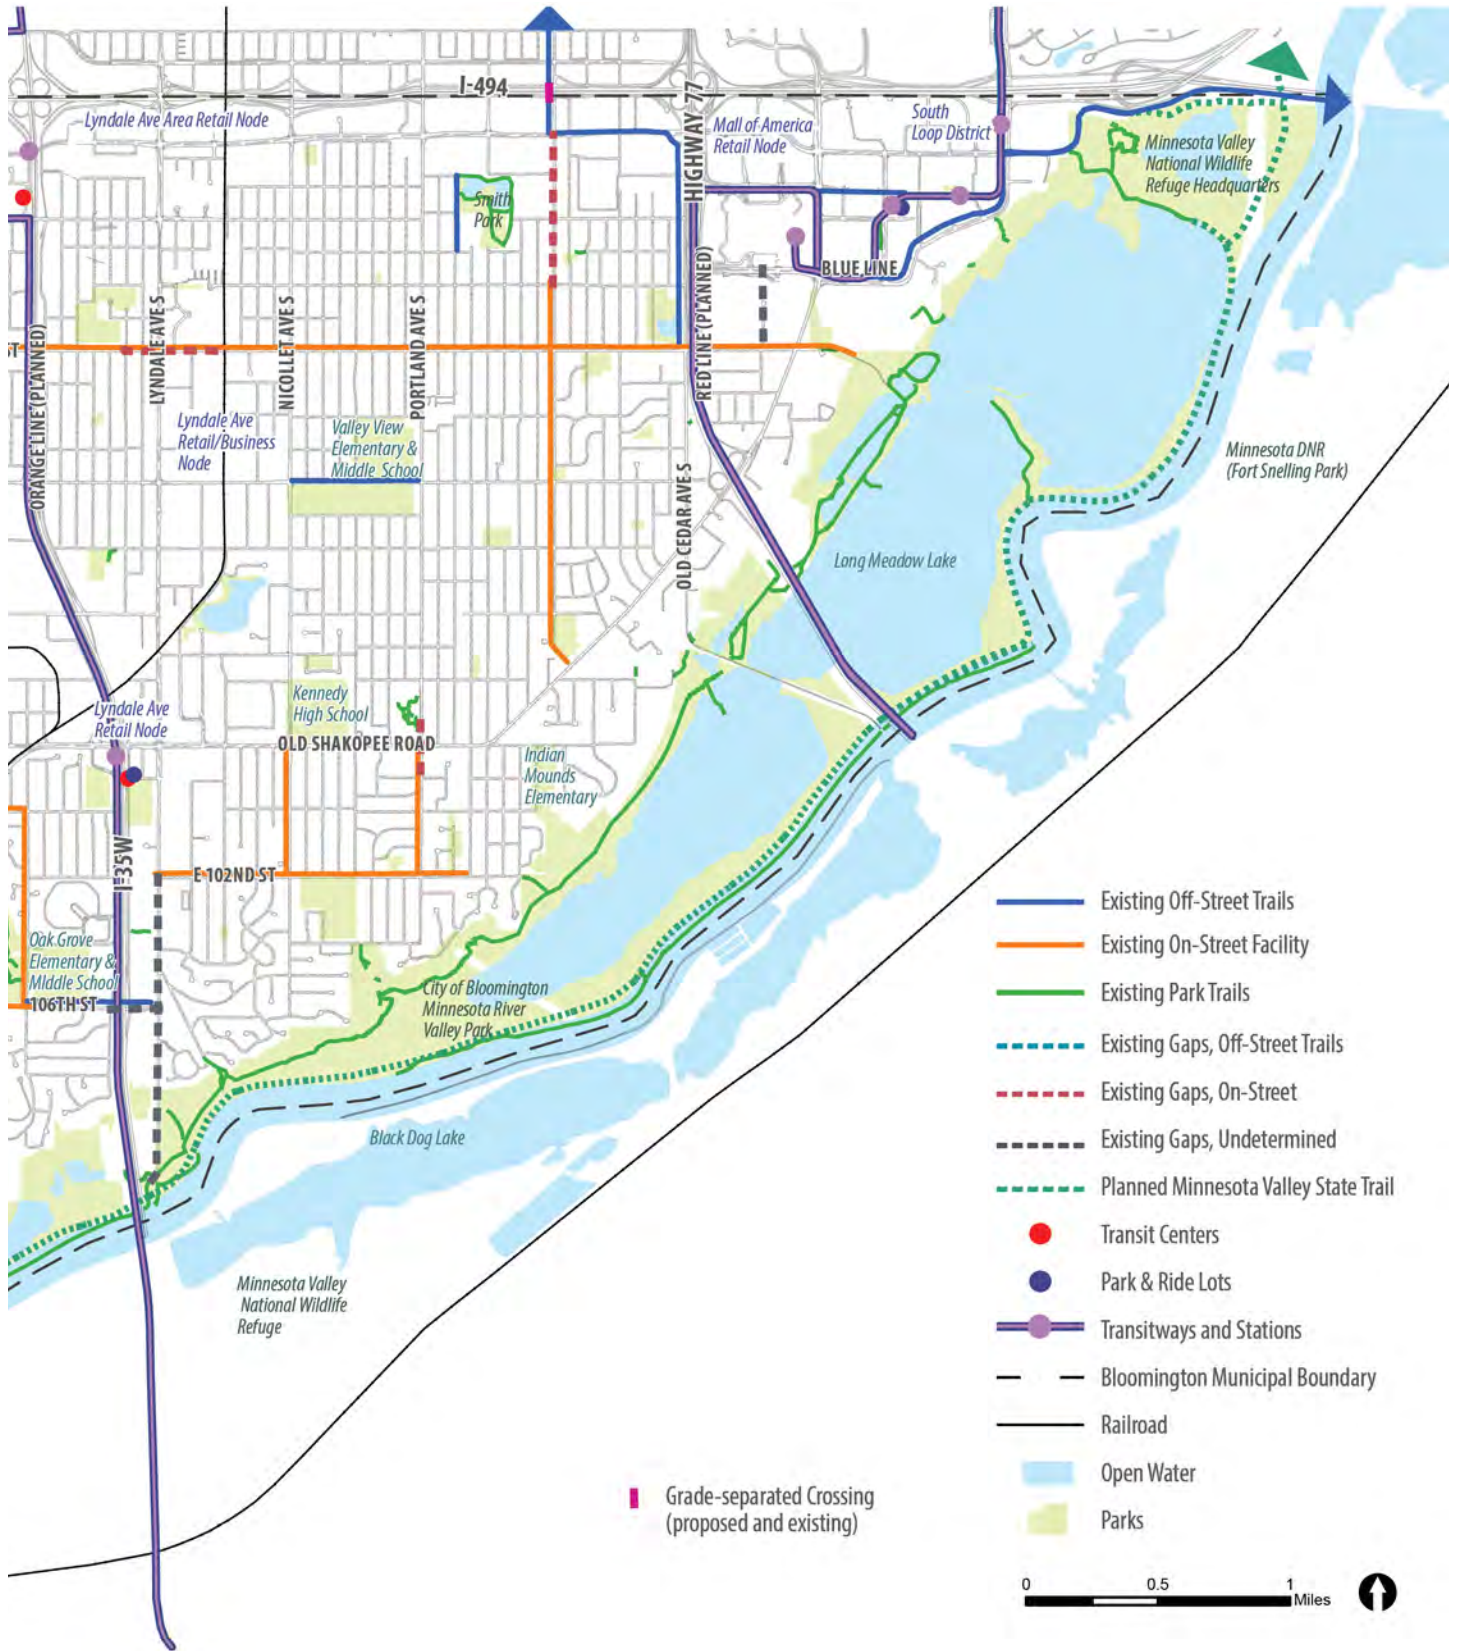 I-494
HIGHWAY 77
Lyndale Ave Area Retail Node
Mall of America
Retail Node
South
Loop District
Minnesota Valley
National Wildlife
Refuge Headquarters
Smith
Park
BLUE LINE
ORANGE LINE (PLANNED)
LYNDALE AVE S
NICOLLET AVE S
PORTLAND AVE S
RED LINE (PLANNED)
ST
Lyndale Ave
Retail/Business
Node
Valley View
Elementary &
Middle School
OLD CEDAR AVE S
Minnesota DNR
(Fort Snelling Park)
Long Meadow Lake
Kennedy
High School
Lyndale Ave
Retail Node
OLD SHAKOPEE ROAD
Indian
Mounds
Elementary
I-35W
E 102ND ST
Oak Grove
Elementary &
MIddle School
106TH ST
City of Bloomington
Minnesota River
Valley Park
Black Dog Lake
Minnesota Valley
National Wildlife
Refuge
Existing Off-Street Trails
Existing On-Street Facility
Existing Park Trails
Existing Gaps, Off-Street Trails
Existing Gaps, On-Street
Existing Gaps, Undetermined
Planned Minnesota Valley State Trail
Transit Centers
Park & Ride Lots
Transitways and Stations
Bloomington Municipal Boundary
Railroad
Open Water
Parks
Grade-separated Crossing
(proposed and existing)
0 0.5 1
Miles